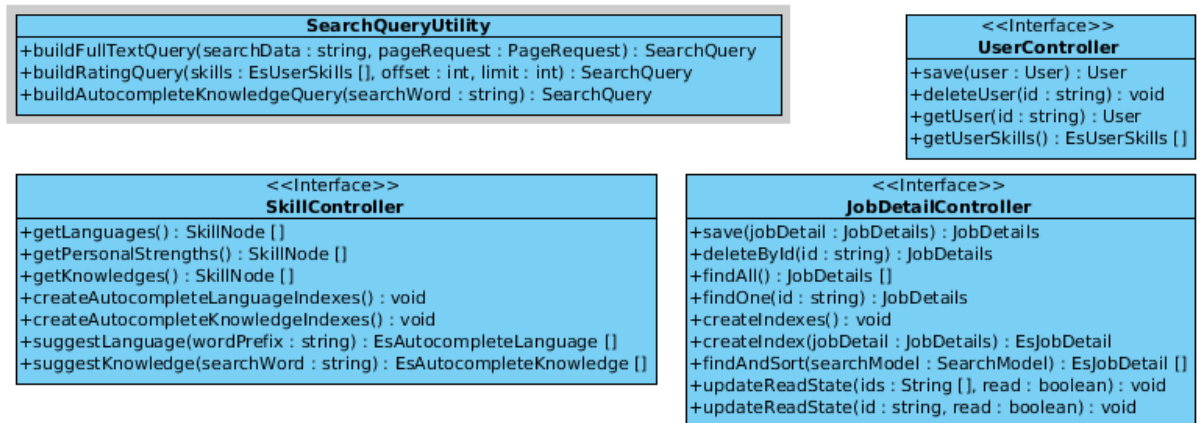 SearchQueryUtility
+buildFullTextQuery(searchData : string, pageRequest : PageRequest) : SearchQuery
+buildRatingQuery(skills : EsUserSkills [], offset : int, limit : int) : SearchQuery
+buildAutocompleteKnowledgeQuery(searchWord : string) : SearchQuery
<<Interface>>
UserController
+save(user : User) : User
+deleteUser(id : string) : void
+getUser(id : string) : User
+getUserSkills() : EsUserSkills []
<<Interface>>
SkillController
+getLanguages() : SkillNode []
+getPersonalStrengths() : SkillNode []
+getKnowledges() : SkillNode []
+createAutocompleteLanguageIndexes() : void
+createAutocompleteKnowledgeIndexes() : void
+suggestLanguage(wordPrefix : string) : EsAutocompleteLanguage []
+suggestKnowledge(searchWord : string) : EsAutocompleteKnowledge []
<<Interface>>
JobDetailController
+save(jobDetail : JobDetails) : JobDetails
+deleteById(id : string) : JobDetails
+findAll() : JobDetails []
+findOne(id : string) : JobDetails
+createIndexes() : void
+createIndex(jobDetail : JobDetails) : EsJobDetail
+findAndSort(searchModel : SearchModel) : EsJobDetail []
+updateReadState(ids : String [], read : boolean) : void
+updateReadState(id : string, read : boolean) : void